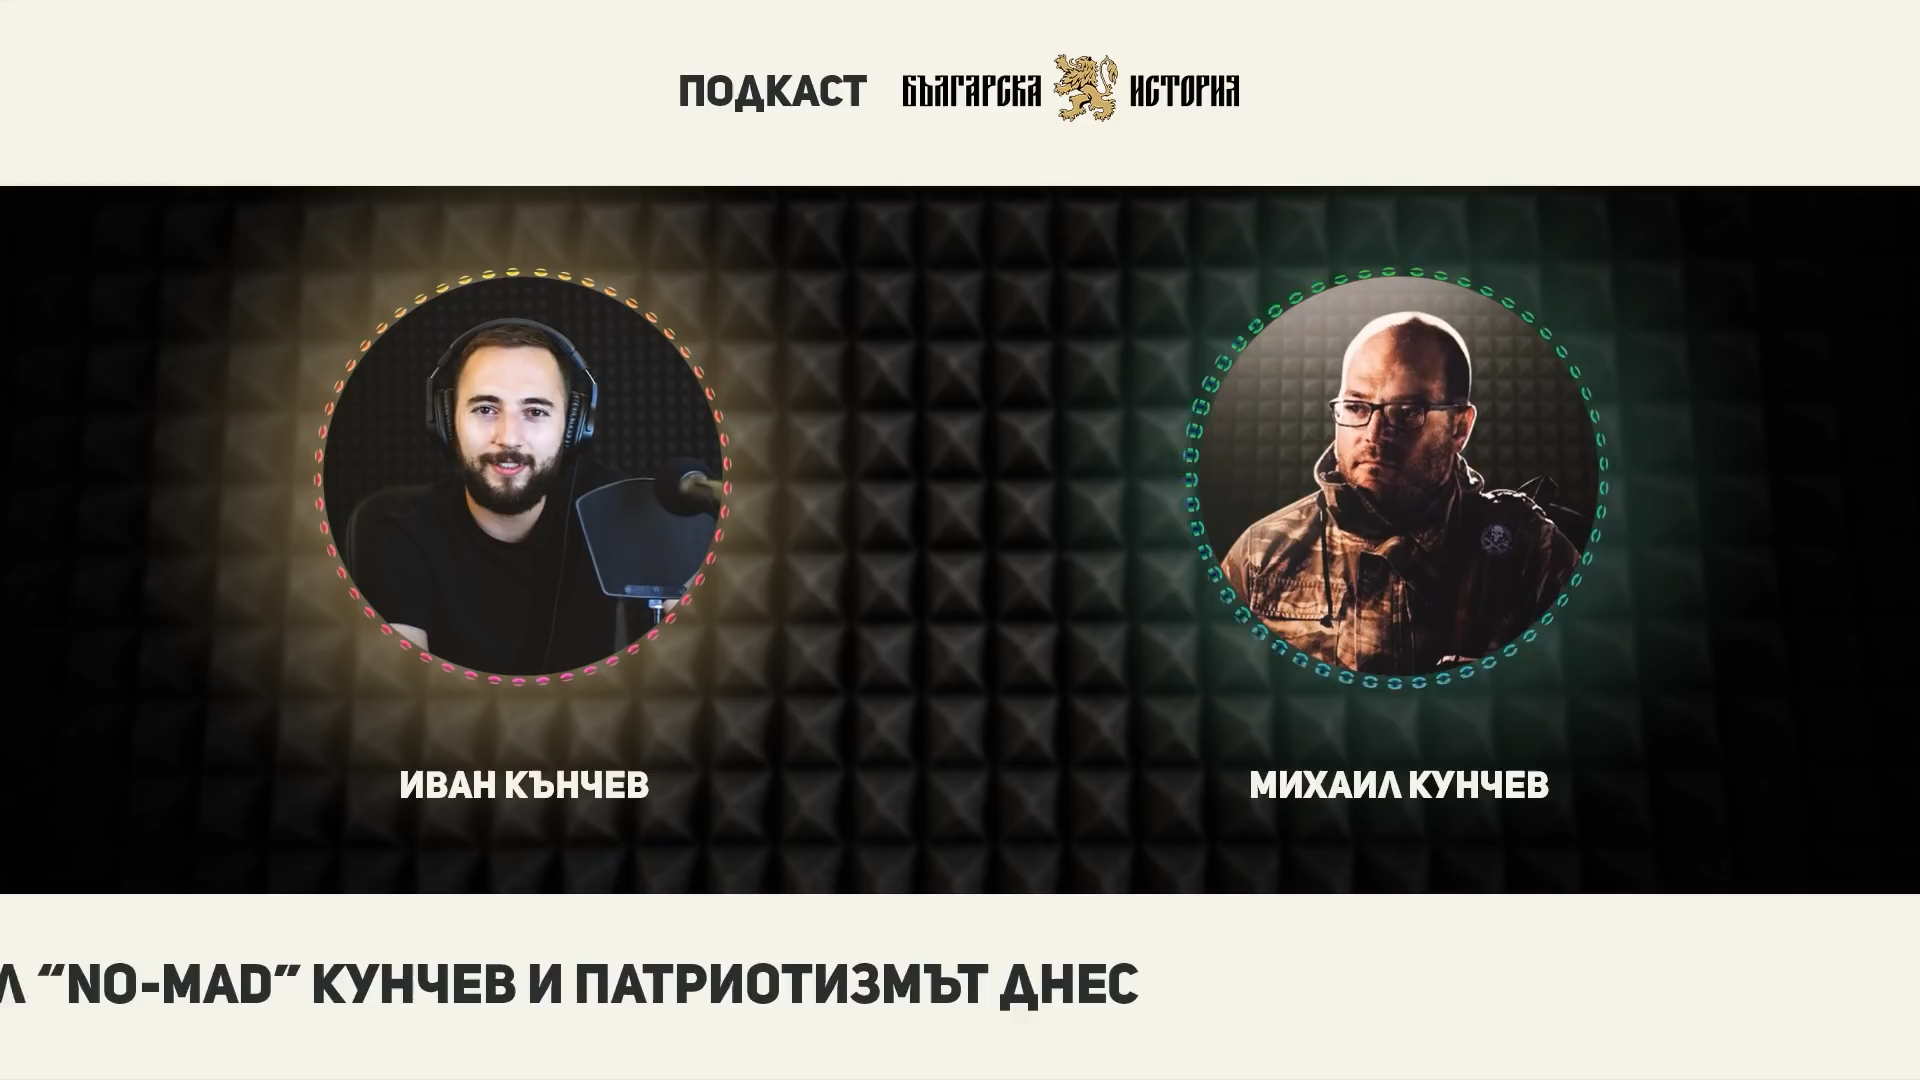 ПОДКАСТ БЪЛГАРСКА ИСТОРИЯ
ИВАН КЪНЧЕВ
МИХАИЛ КУНЧЕВ
Л “NO-MAD” КУНЧЕВ И ПАТРИОТИЗМЪТ ДНЕС